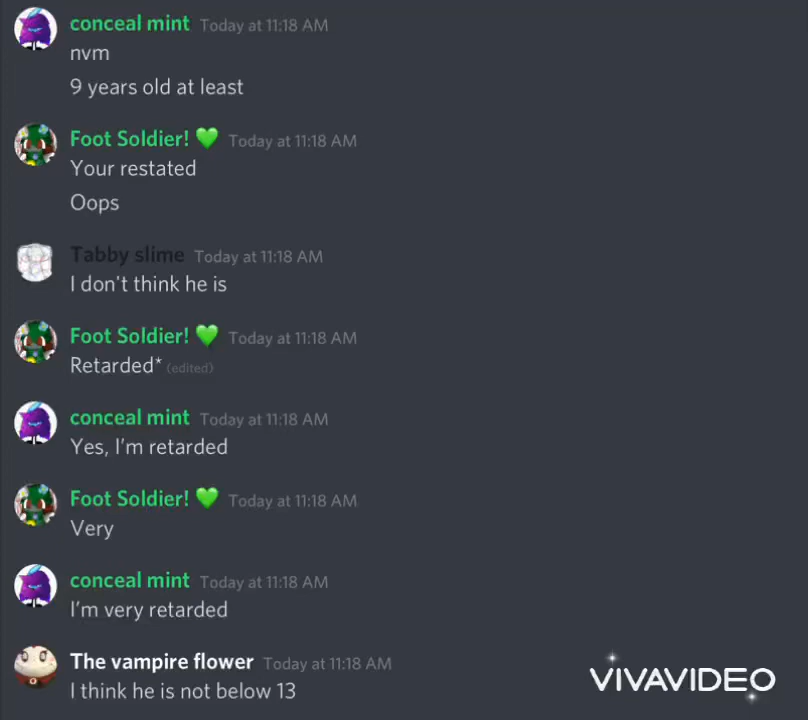 conceal mint Today at 11:18 AM
nvm
9 years old at least
Foot Soldier! 💚 Today at 11:18 AM
Your restated
Oops
Tabby slime Today at 11:18 AM
I don't think he is
Foot Soldier! 💚 Today at 11:18 AM
Retarded* (edited)
conceal mint Today at 11:18 AM
Yes, I’m retarded
Foot Soldier! 💚 Today at 11:18 AM
Very
conceal mint Today at 11:18 AM
I’m very retarded
The vampire flower Today at 11:18 AM
I think he is not below 13
VIVAVIDEO